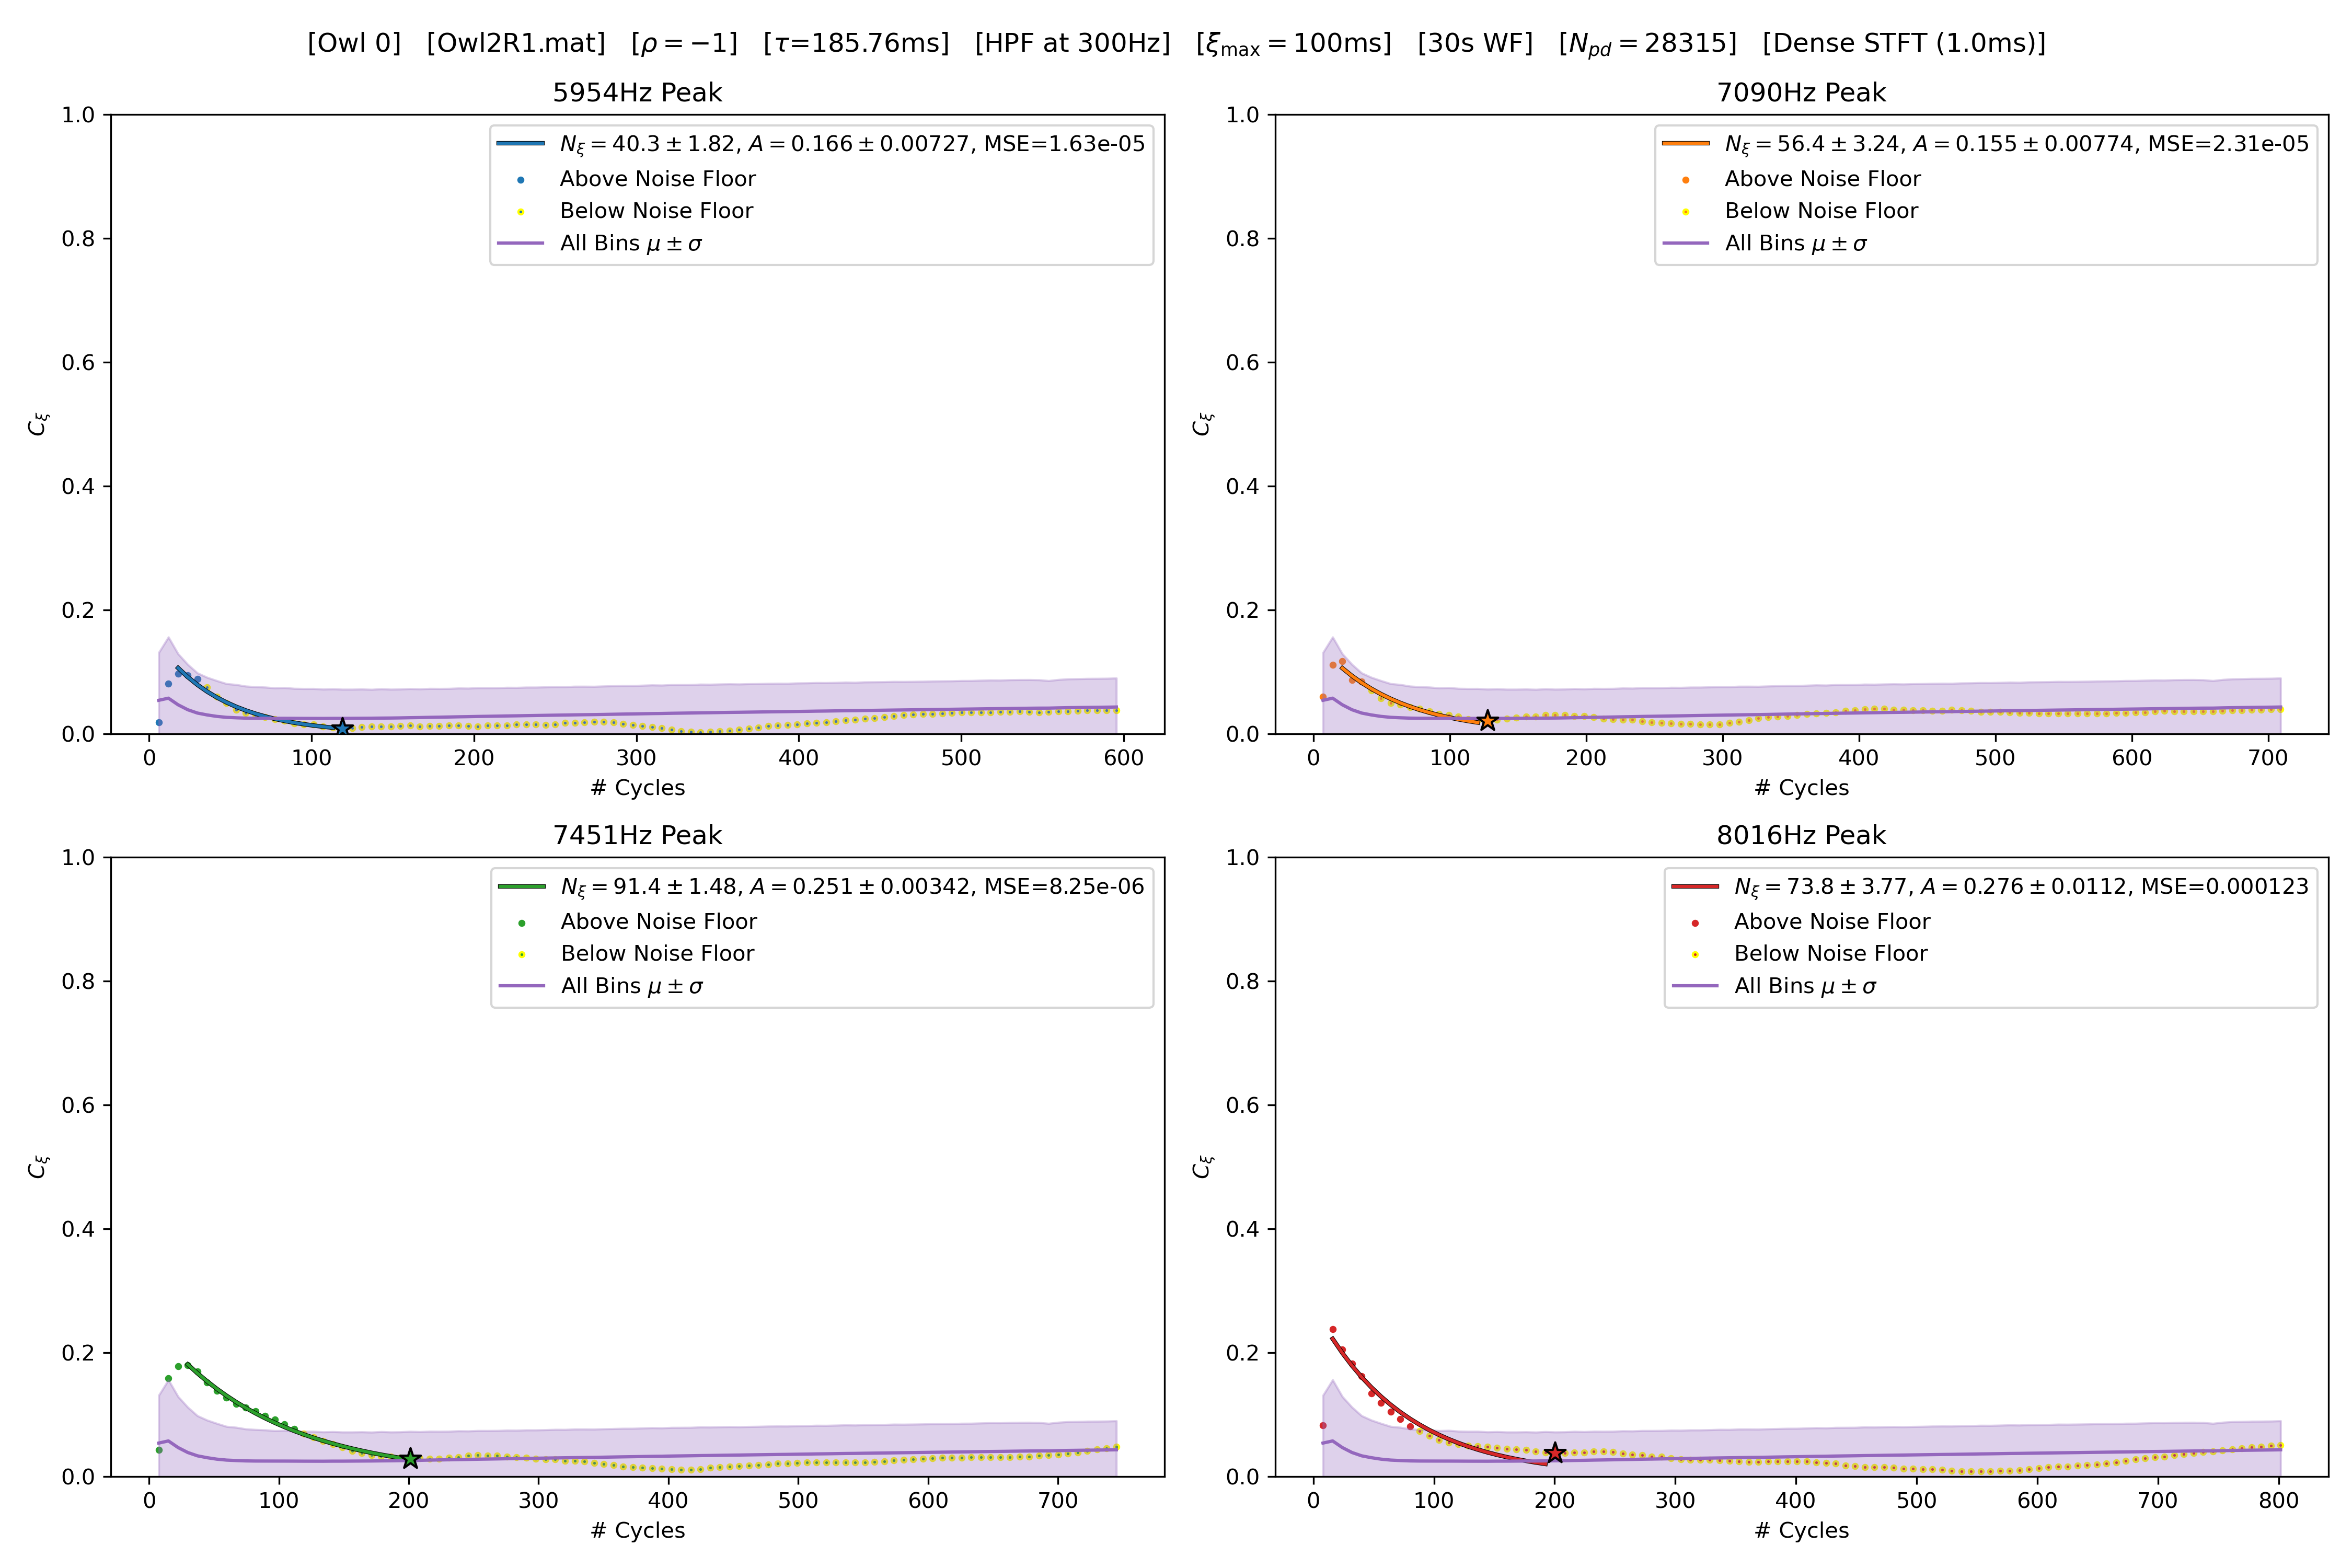 [Owl 0]   [Owl2R1.mat]   [ρ = −1]   [τ=185.76ms]   [HPF at 300Hz]   [ξmax = 100ms]   [30s WF]   [Npd = 28315]   [Dense STFT (1.0ms)]
5954Hz Peak
Nξ = 40.3 ± 1.82, A = 0.166 ± 0.00727, MSE=1.63e-05
Above Noise Floor
Below Noise Floor
All Bins μ ± σ
1.0
0.8
0.6
0.4
0.2
0.0
Cξ
0 100 200 300 400 500 600
# Cycles
7090Hz Peak
Nξ = 56.4 ± 3.24, A = 0.155 ± 0.00774, MSE=2.31e-05
Above Noise Floor
Below Noise Floor
All Bins μ ± σ
1.0
0.8
0.6
0.4
0.2
0.0
Cξ
0 100 200 300 400 500 600 700
# Cycles
7451Hz Peak
Nξ = 91.4 ± 1.48, A = 0.251 ± 0.00342, MSE=8.25e-06
Above Noise Floor
Below Noise Floor
All Bins μ ± σ
1.0
0.8
0.6
0.4
0.2
0.0
Cξ
0 100 200 300 400 500 600 700
# Cycles
8016Hz Peak
Nξ = 73.8 ± 3.77, A = 0.276 ± 0.0112, MSE=0.000123
Above Noise Floor
Below Noise Floor
All Bins μ ± σ
1.0
0.8
0.6
0.4
0.2
0.0
Cξ
0 100 200 300 400 500 600 700 800
# Cycles